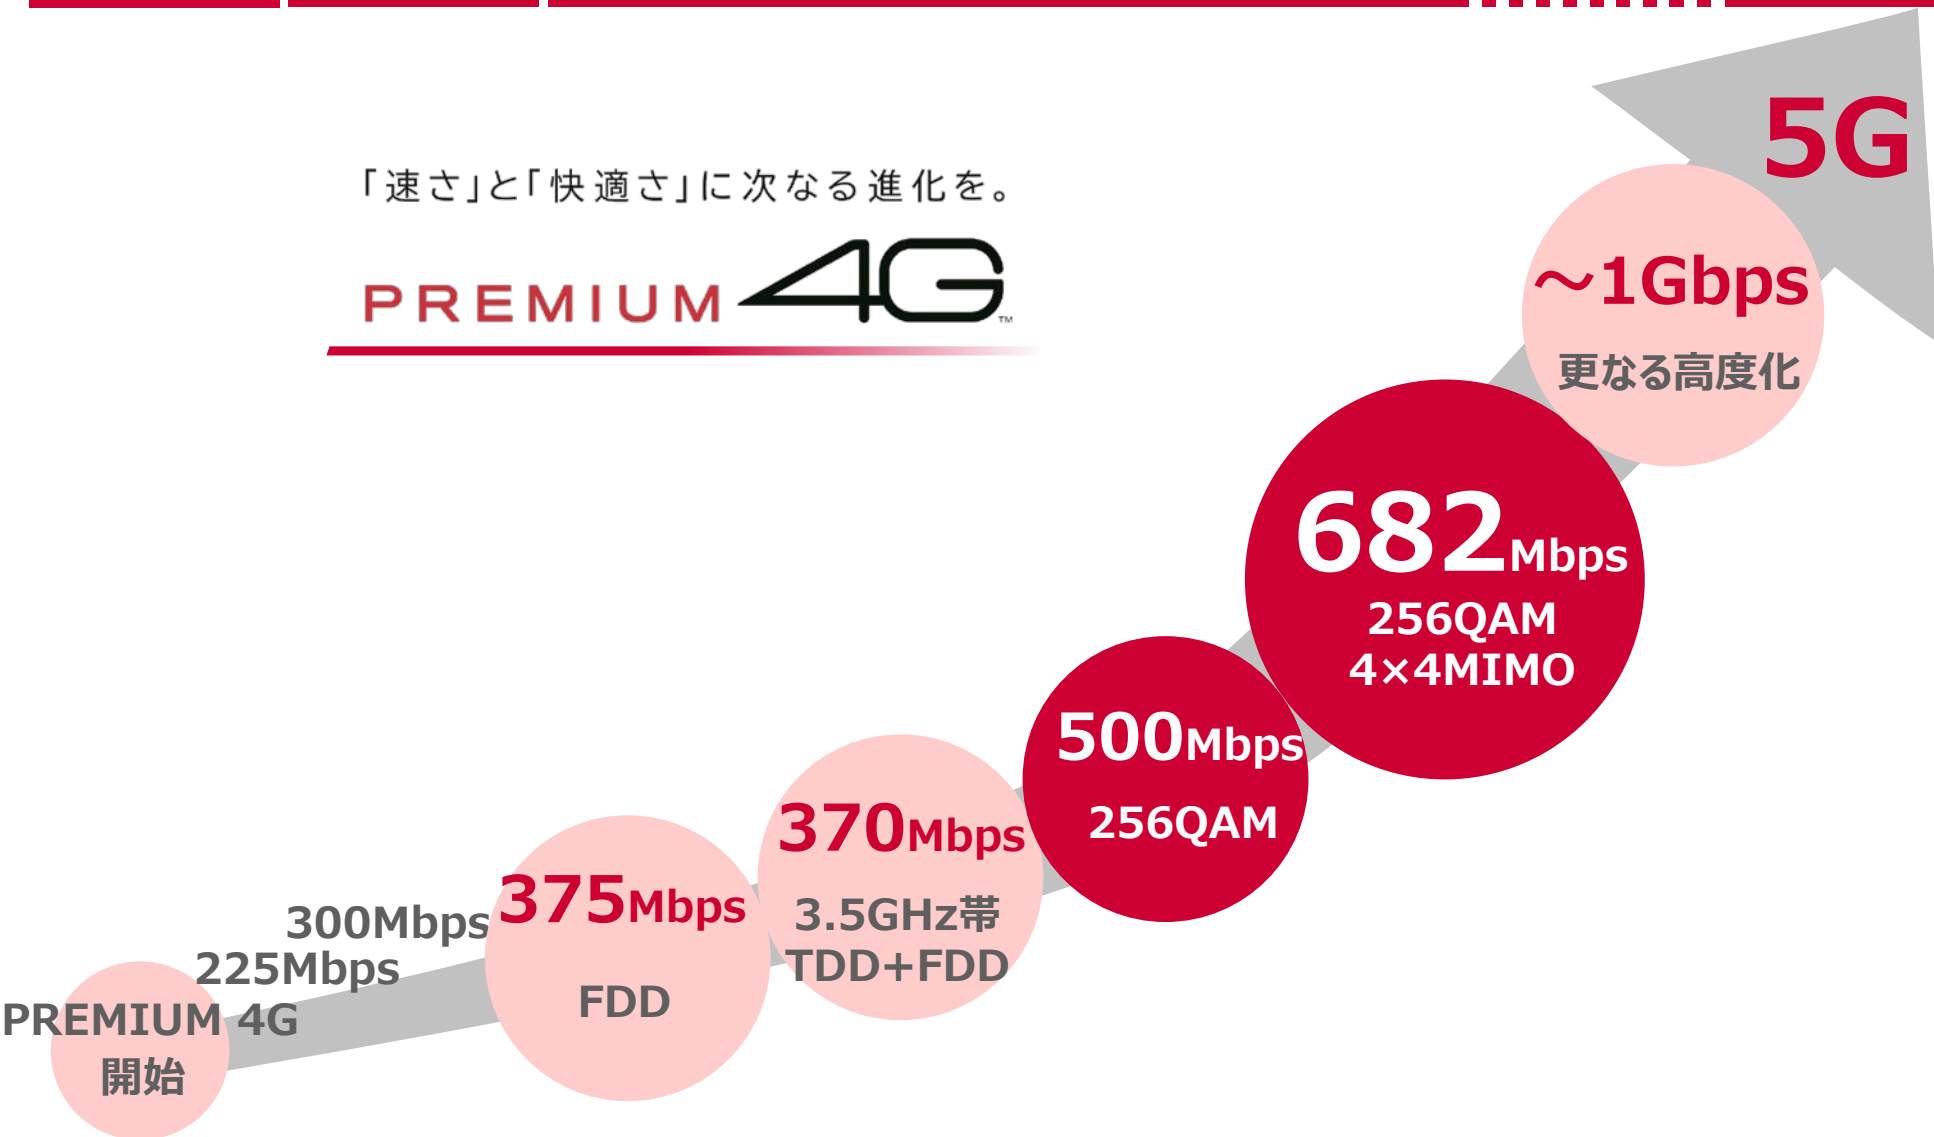 「速さ」と「快適さ」に次なる進化を。
PREMIUM 4G™
5G
～1Gbps
更なる高度化
682Mbps
256QAM
4×4MIMO
500Mbps
256QAM
370Mbps
3.5GHz帯
TDD+FDD
375Mbps
FDD
300Mbps
225Mbps
PREMIUM 4G
開始